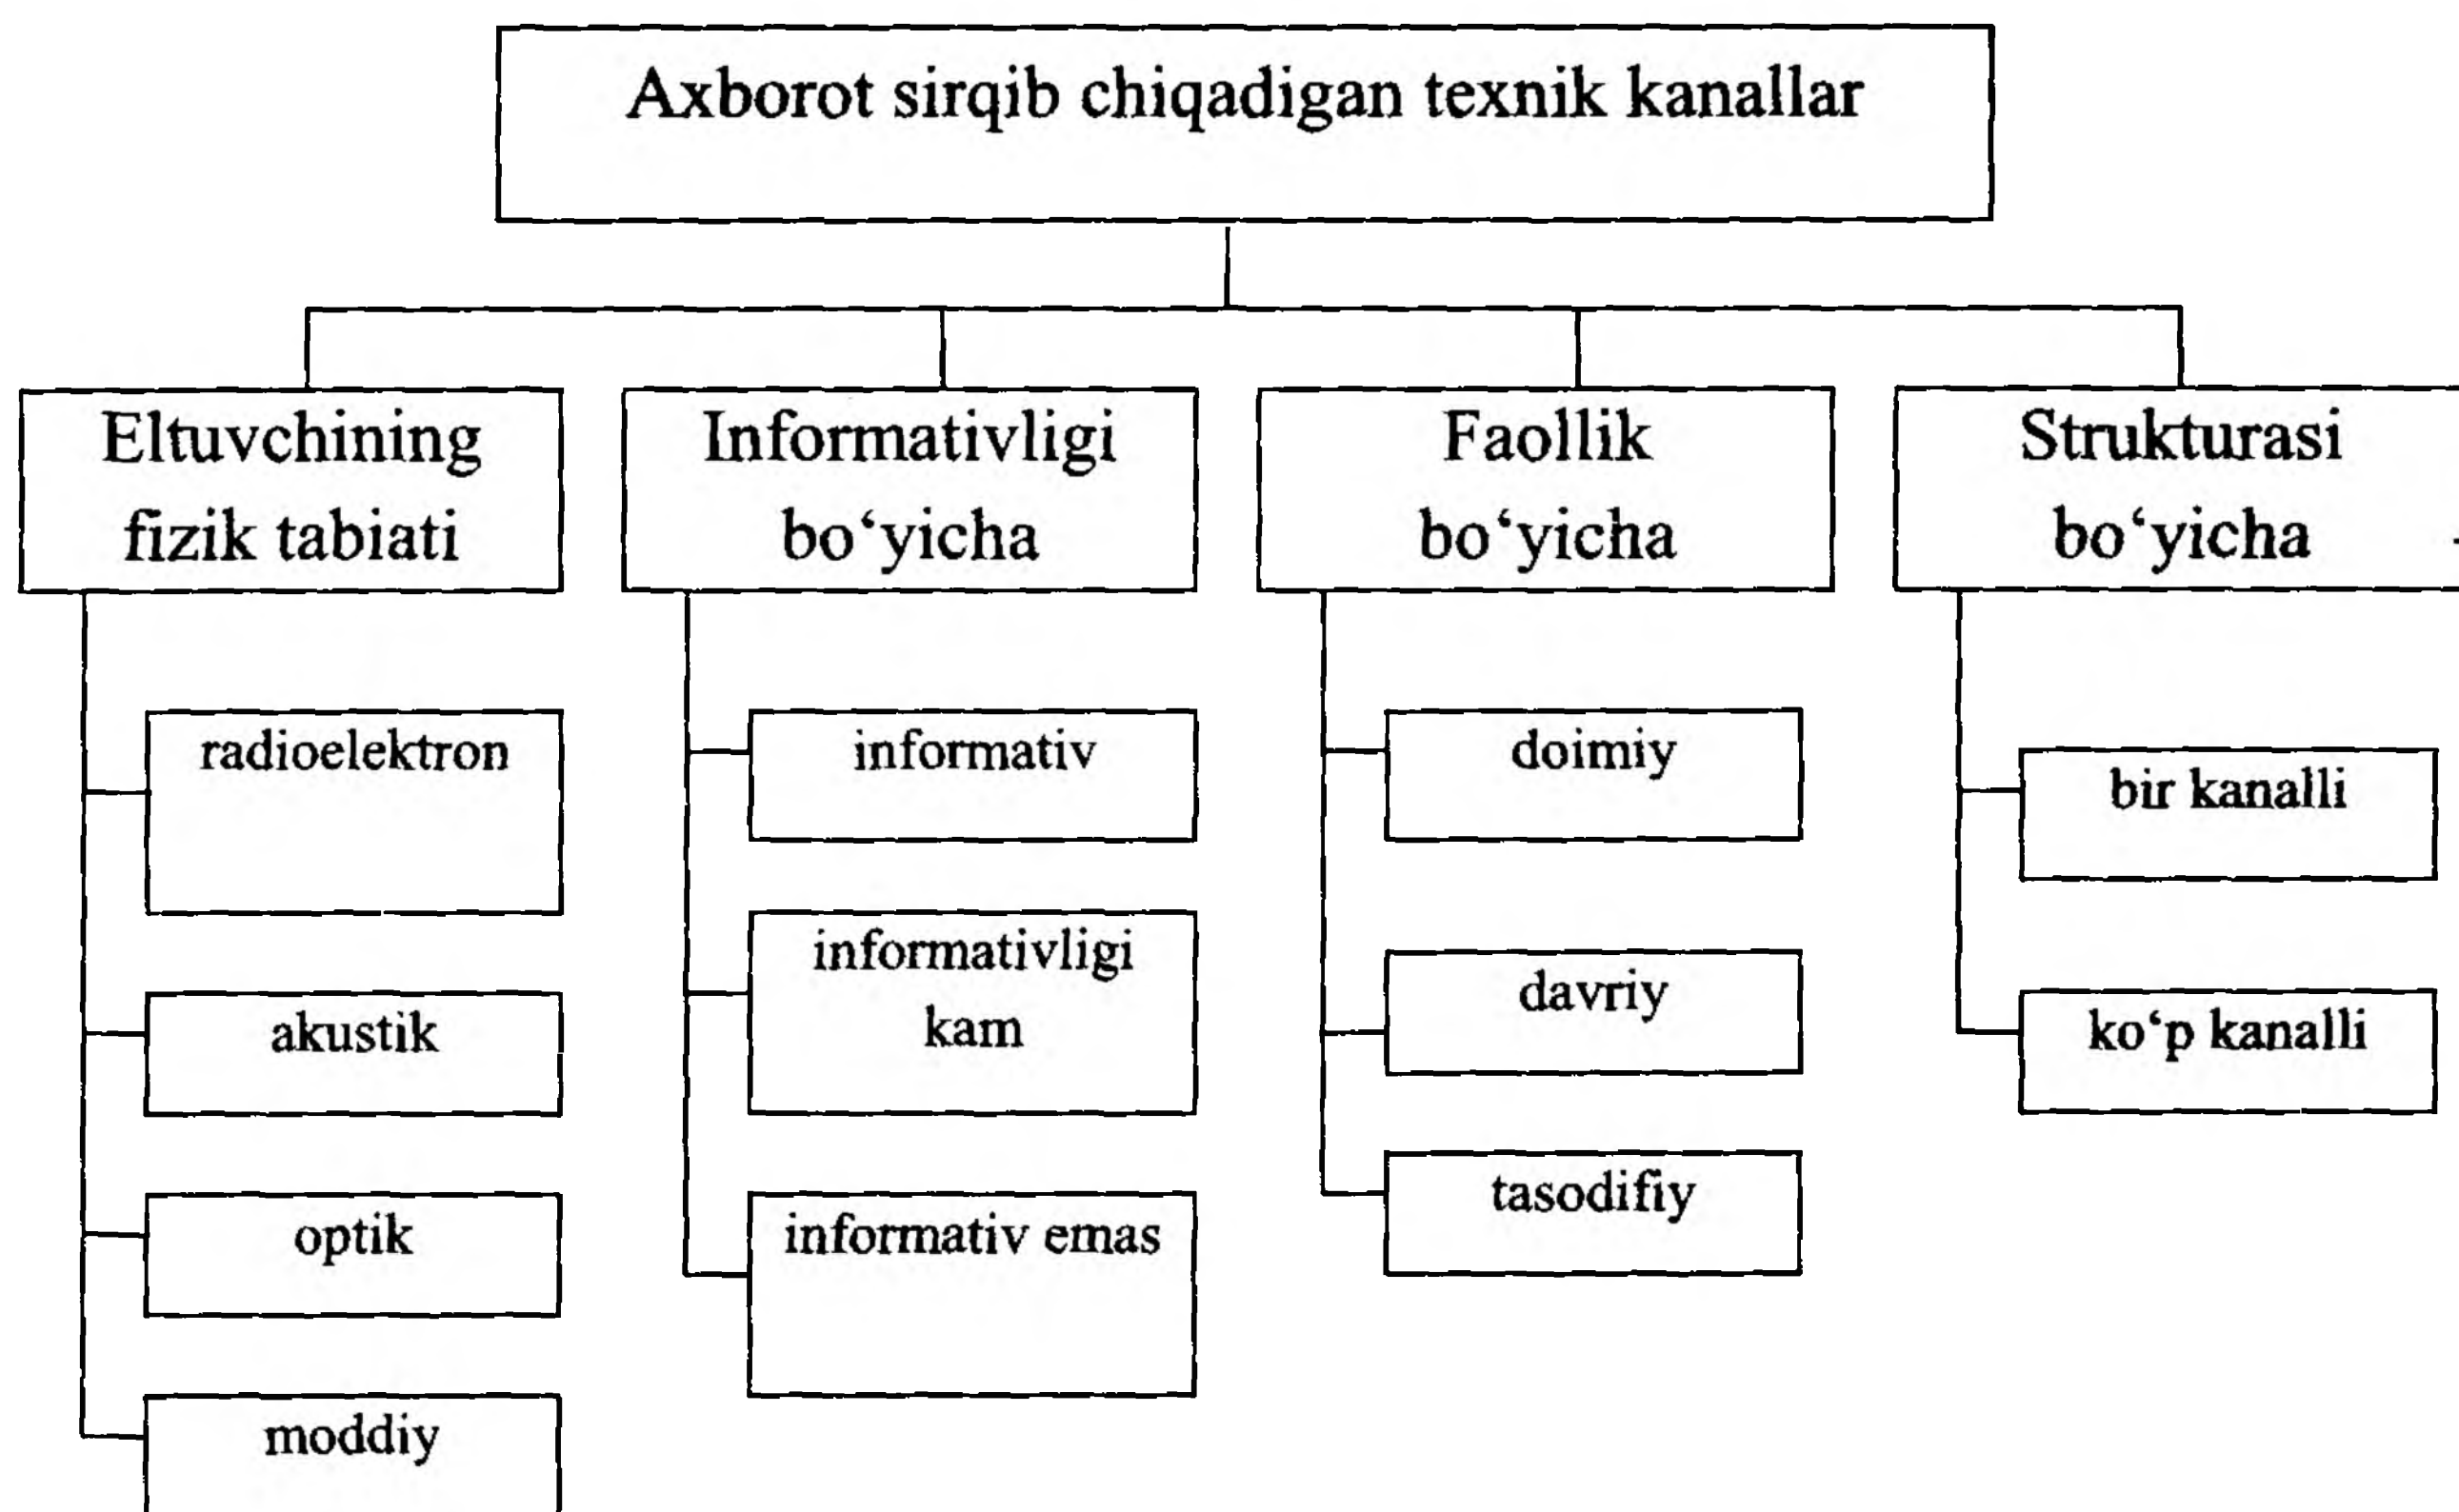 Axborot sirqib chiqadigan texnik kanallar
Eltuvchining
fizik tabiati
Informativligi
bo‘yicha
Faollik
bo‘yicha
Strukturasi
bo‘yicha
radioelektron
akustik
optik
moddiy
informativ
informativligi
kam
informativ emas
doimiy
davriy
tasodifiy
bir kanalli
ko‘p kanalli